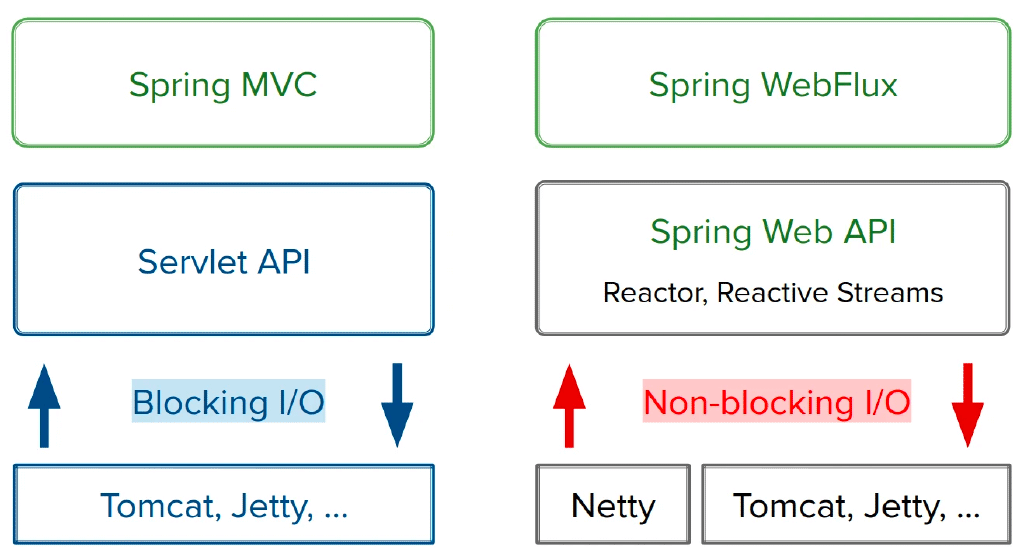 Spring MVC
Servlet API
Blocking I/O
Tomcat, Jetty, ...
Spring WebFlux
Spring Web API
Reactor, Reactive Streams
Non-blocking I/O
Netty
Tomcat, Jetty, ...